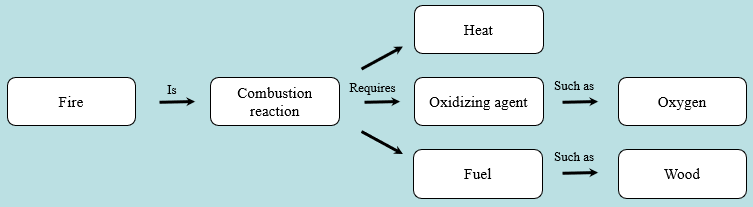 Heat
Fire
Is
Combustion
reaction
Requires
Oxidizing agent
Such as
Oxygen
Fuel
Such as
Wood